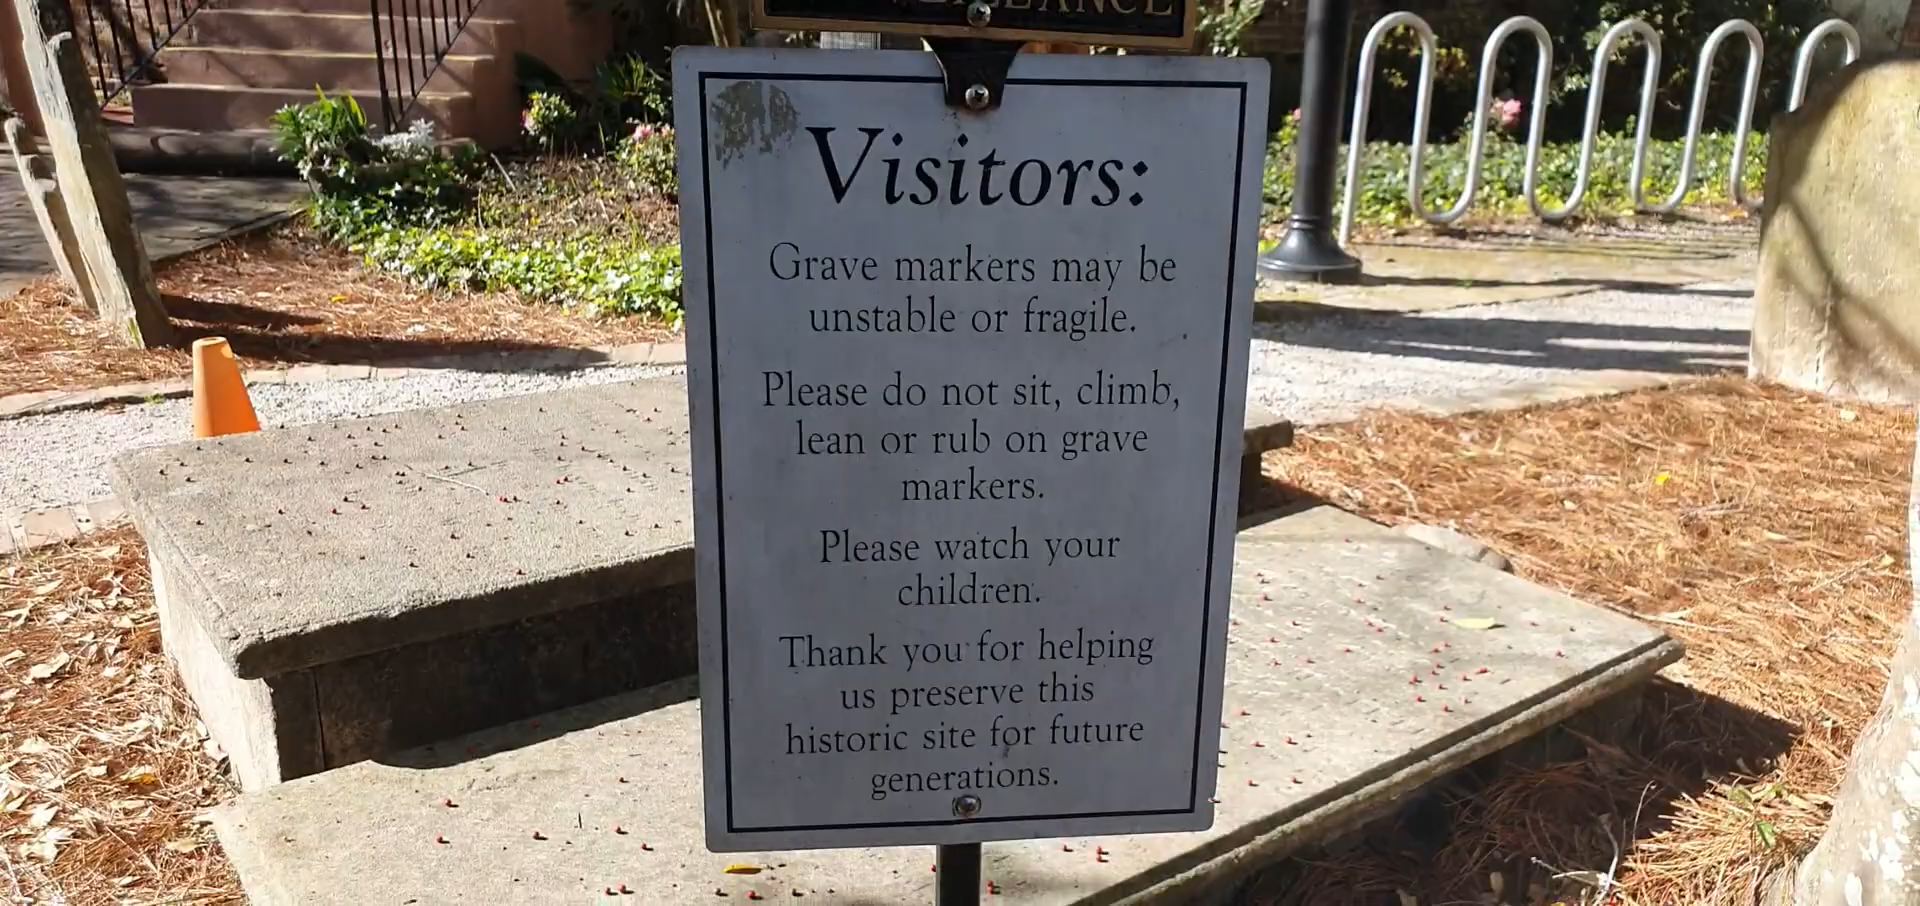 Visitors:
Grave markers may be
unstable or fragile.
Please do not sit, climb,
lean or rub on grave
markers.
Please watch your
children.
Thank you for helping
us preserve this
historic site for future
generations.